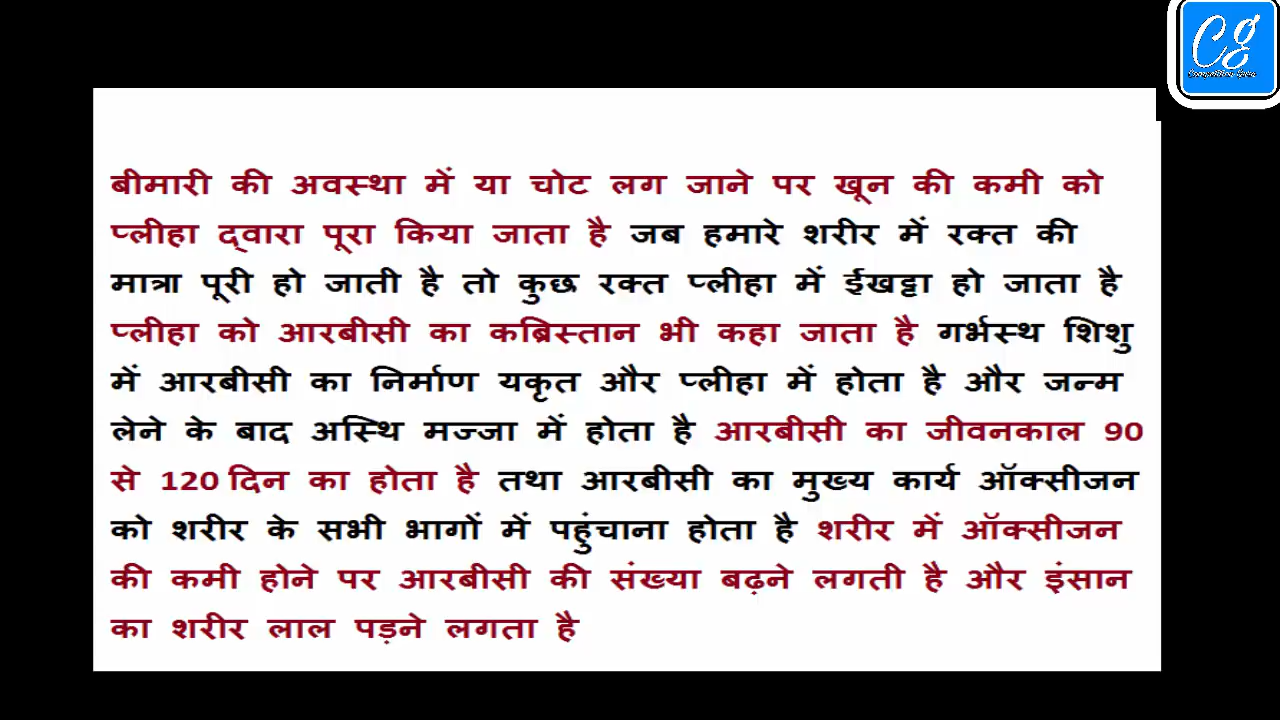 Cg
बीमारी की अवस्था में या चोट लग जाने पर खून की कमी को
प्लीहा द्वारा पूरा किया जाता है जब हमारे शरीर में रक्त की
मात्रा पूरी हो जाती है तो कुछ रक्त प्लीहा में ईखट्टा हो जाता है
प्लीहा को आरबीसी का कब्रिस्तान भी कहा जाता है गर्भस्थ शिशु
में आरबीसी का निर्माण यकृत और प्लीहा में होता है और जन्म
लेने के बाद अस्थि मज्जा में होता है आरबीसी का जीवनकाल 90
से 120 दिन का होता है तथा आरबीसी का मुख्य कार्य ऑक्सीजन
को शरीर के सभी भागों में पहुंचाना होता है शरीर में ऑक्सीजन
की कमी होने पर आरबीसी की संख्या बढ़ने लगती है और इंसान
का शरीर लाल पड़ने लगता है